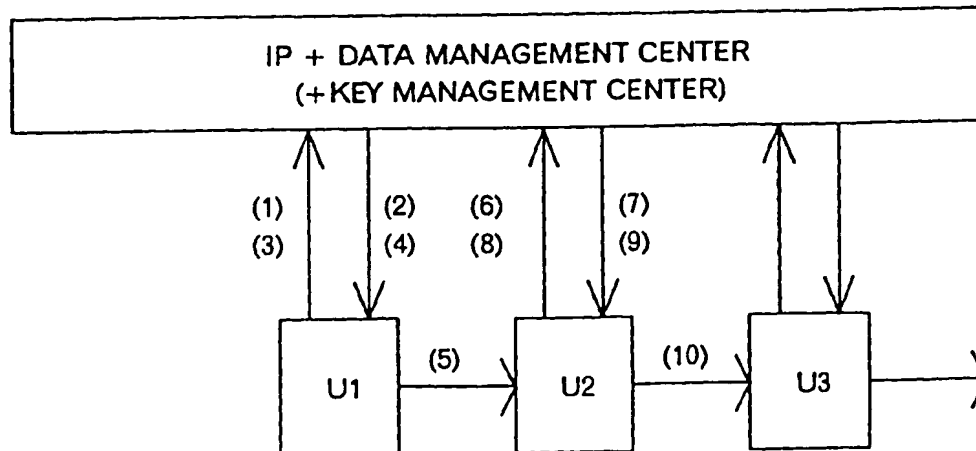 IP + DATA MANAGEMENT CENTER
(+KEY MANAGEMENT CENTER)
(1) (2) (6) (7)
(3) (4) (8) (9)
(5) (10)
U1 U2 U3